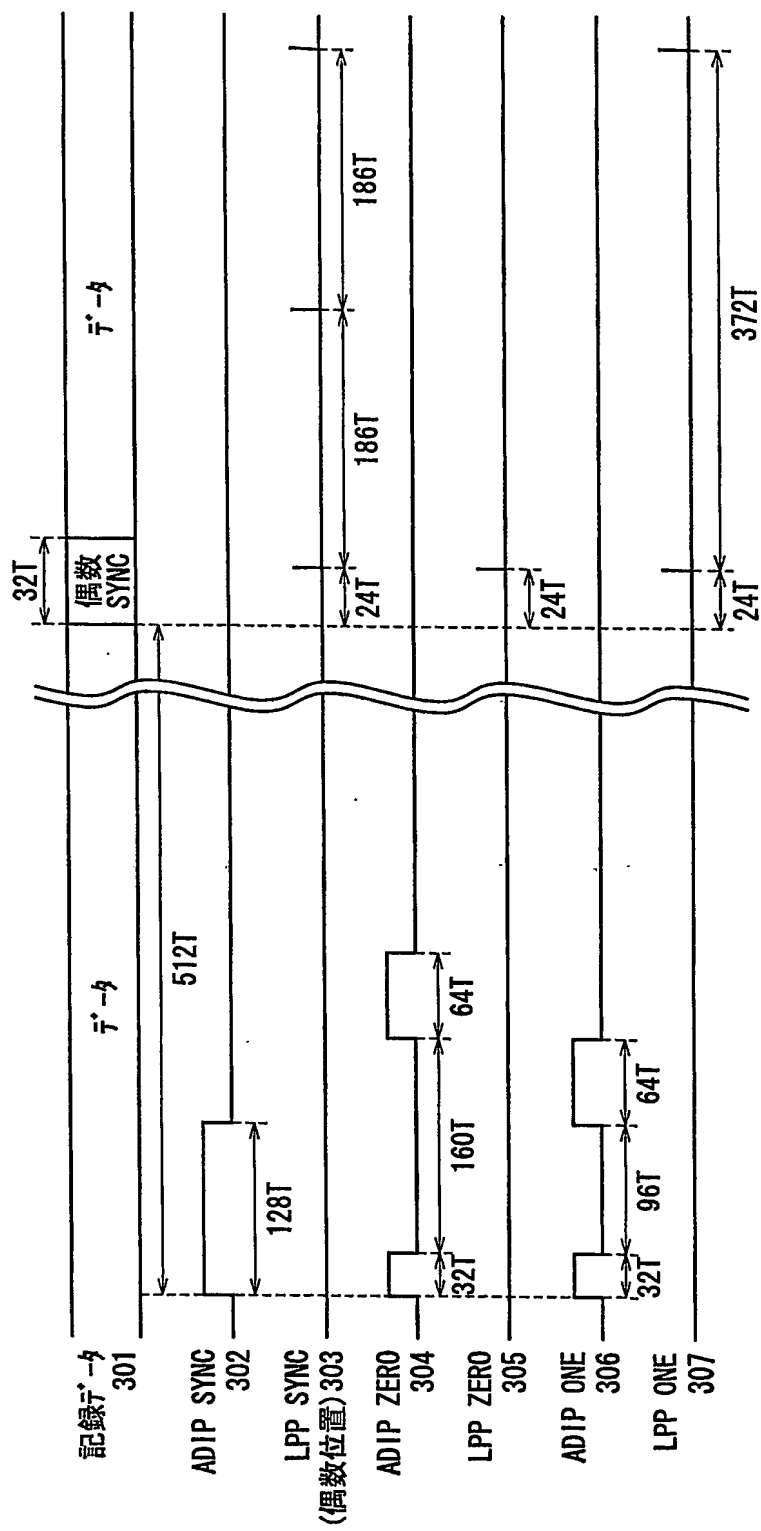 記録データ
301
データ
データ
32T
偶数
SYNC
512T
ADIP SYNC
302
128T
LPP SYNC
(偶数位置)303
24T
186T
186T
ADIP ZERO
304
32T
160T
64T
LPP ZERO
305
24T
ADIP ONE
306
32T
96T
64T
LPP ONE
307
24T
372T